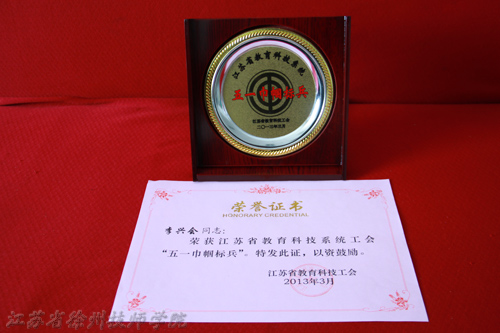 江苏省教育科技系统
五一巾帼标兵
江苏省教育科技工会
二〇一三年三月
荣誉证书
HONORARY CREDENTIAL
李兴会 同志:
荣获江苏省教育科技系统工会
“五一巾帼标兵”。特发此证,以资鼓励。
江苏省教育科技工会
2013年3月
江苏省徐州技师学院